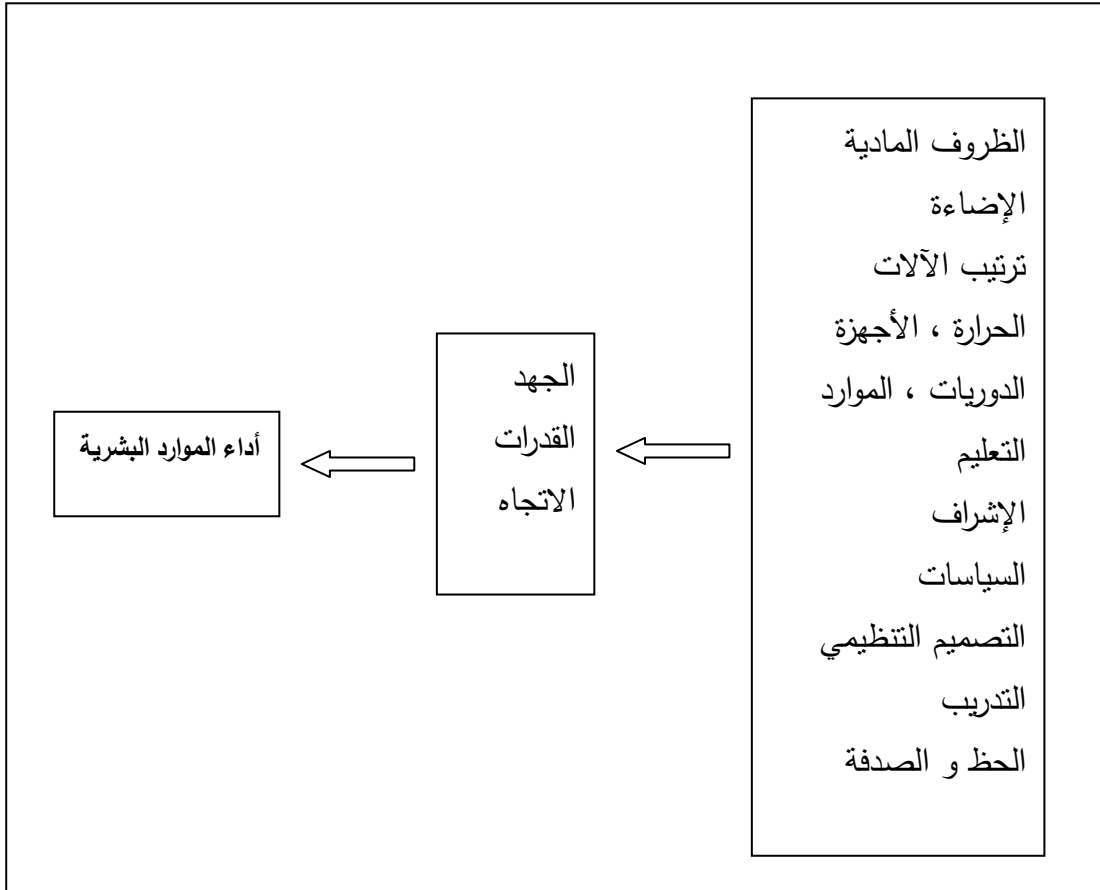 الظروف المادية
الإضاءة
ترتيب الآلات
الحرارة ، الأجهزة
الدوريات ، الموارد
التعليم
الإشراف
السياسات
التصميم التنظيمي
التدريب
الحظ و الصدفة
الجهد
القدرات
الاتجاه
أداء الموارد البشرية